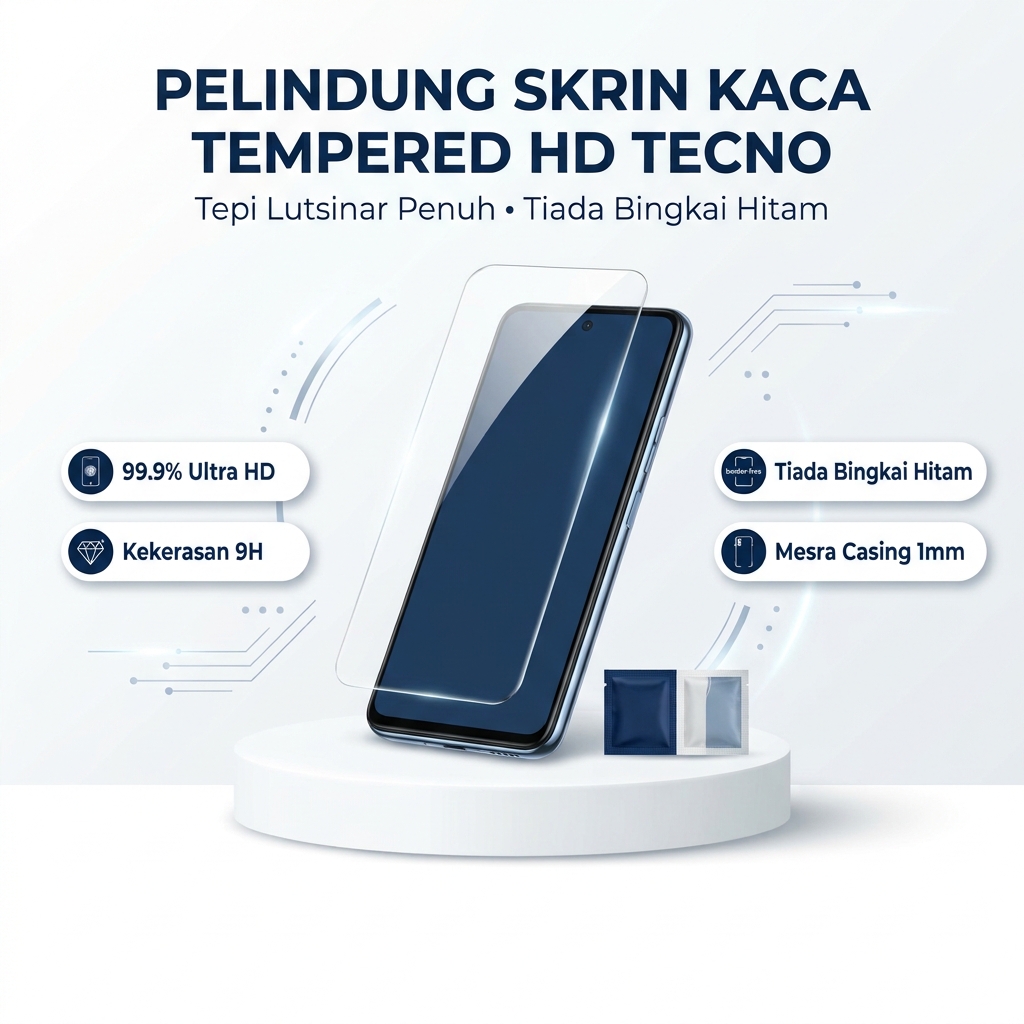 PELINDUNG SKRIN KACA
TEMPERED HD TECNO
Tepi Lutsinar Penuh • Tiada Bingkai Hitam
99.9% Ultra HD
Kekerasan 9H
border-fres
Tiada Bingkai Hitam
Mesra Casing 1mm